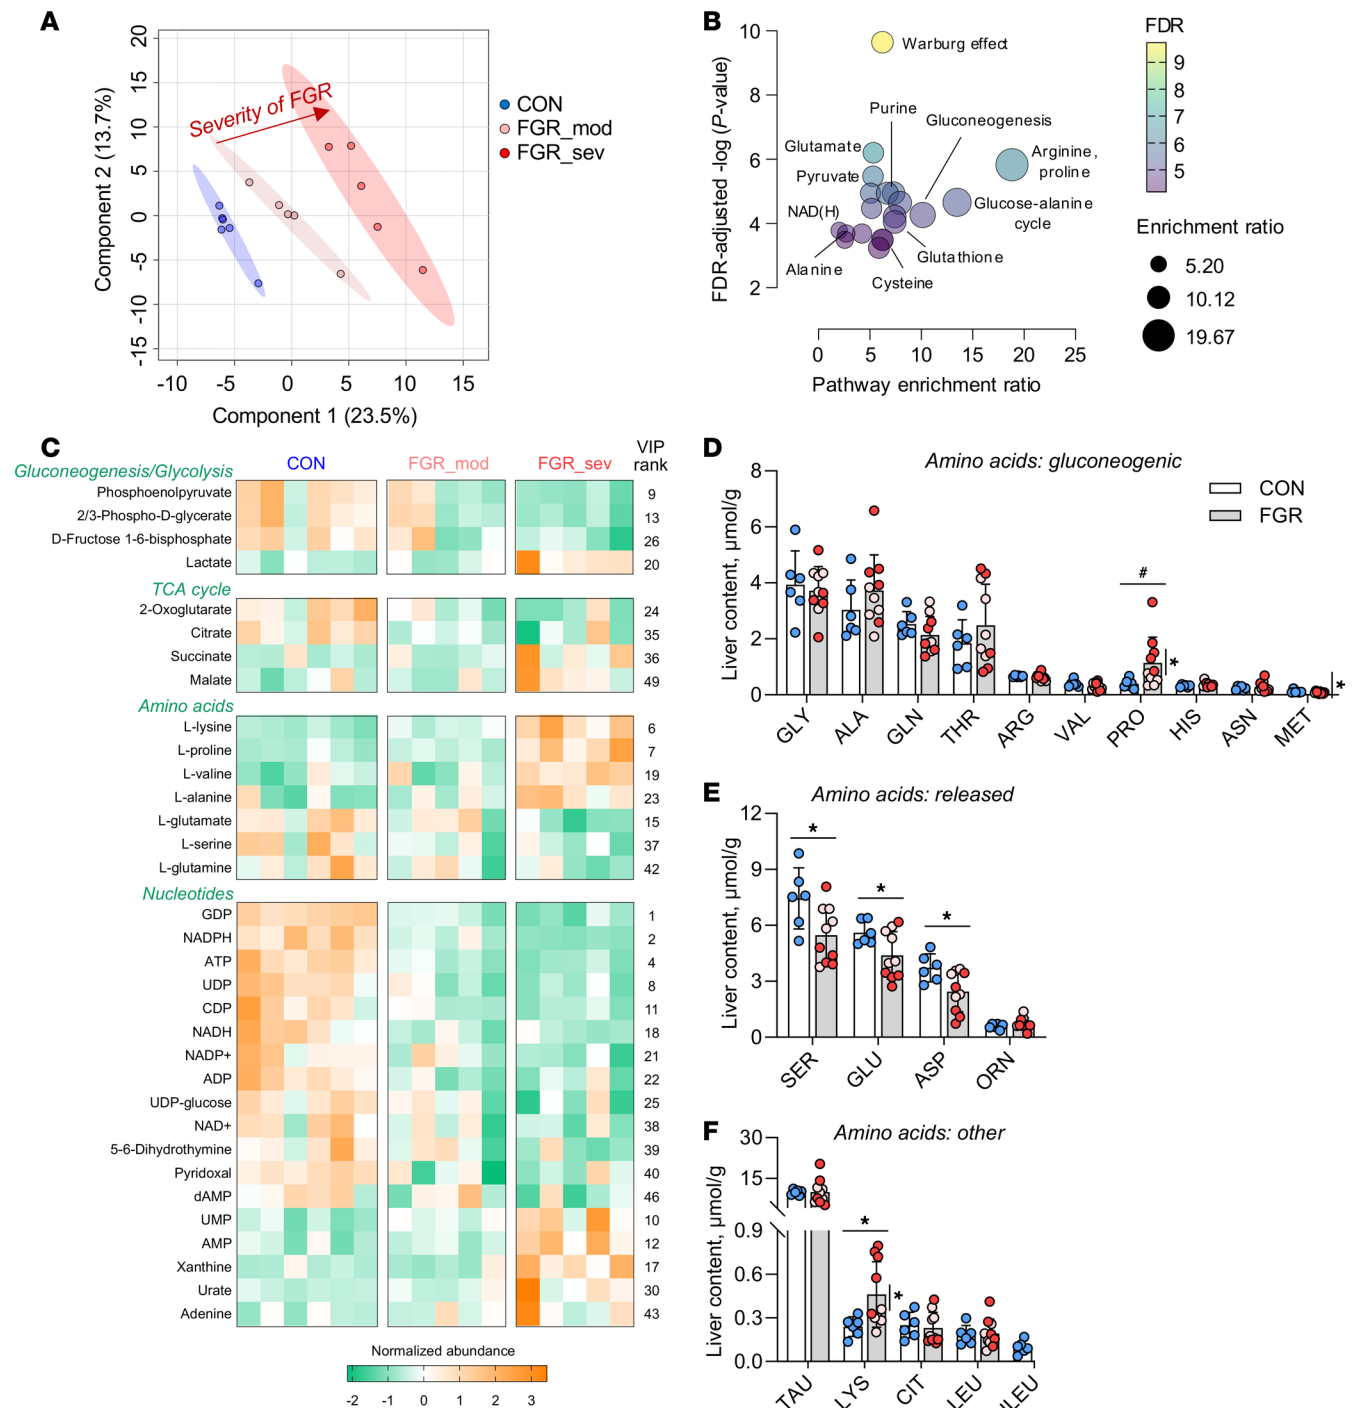 A
20
15
10
5
0
-5
-10
-15
Component 2 (13.7%)
Severity of FGR
CON
FGR_mod
FGR_sev
-10 -5 0 5 10 15
Component 1 (23.5%)
B
10
8
6
4
2
FDR-adjusted -log (P-value)
Warburg effect
Purine
Gluconeogenesis
Glutamate
Pyruvate
Arginine,
proline
NAD(H)
Glucose-alanine
cycle
Alanine
Glutathione
Cysteine
0 5 10 15 20 25
Pathway enrichment ratio
FDR
9
8
7
6
5
Enrichment ratio
5.20
10.12
19.67
C
CON FGR_mod FGR_sev
VIP
rank
Gluconeogenesis/Glycolysis
Phosphoenolpyruvate 9
2/3-Phospho-D-glycerate 13
D-Fructose 1-6-bisphosphate 26
Lactate 20
TCA cycle
2-Oxoglutarate 24
Citrate 35
Succinate 36
Malate 49
Amino acids
L-lysine 6
L-proline 7
L-valine 19
L-alanine 23
L-glutamate 15
L-serine 37
L-glutamine 42
Nucleotides
GDP 1
NADPH 2
ATP 4
UDP 8
CDP 11
NADH 18
NADP+ 21
ADP 22
UDP-glucose 25
NAD+ 38
5-6-Dihydrothymine 39
Pyridoxal 40
dAMP 46
UMP 10
AMP 12
Xanthine 17
Urate 30
Adenine 43
Normalized abundance
-2 -1 0 1 2 3
D
Amino acids: gluconeogenic
8
6
4
2
0
Liver content, µmol/g
CON
FGR
#
*
*
GLY ALA GLN THR ARG VAL PRO HIS ASN MET
E
Amino acids: released
12
9
6
3
0
Liver content, µmol/g
*
*
*
SER GLU ASP ORN
F
Amino acids: other
30
15
0.9
0.6
0.3
0.0
Liver content, µmol/g
*
*
TAU LYS CIT LEU ILEU